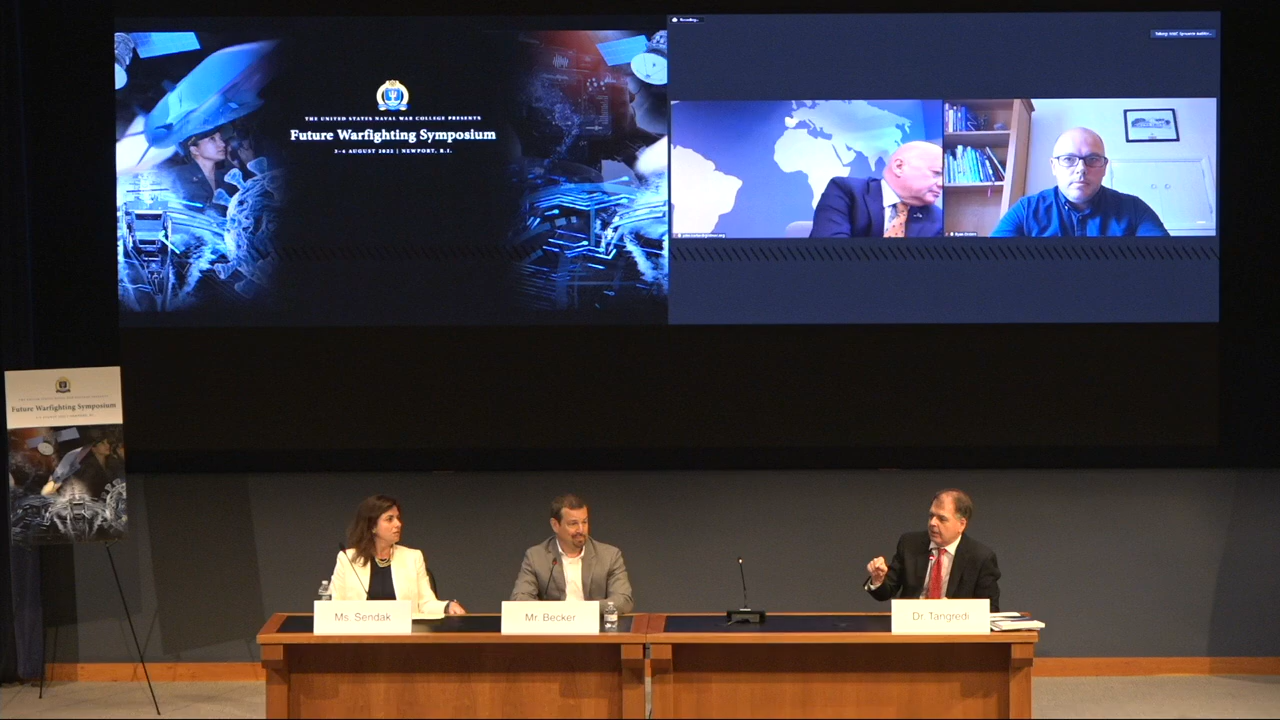 THE UNITED STATES NAVAL WAR COLLEGE PRESENTS
Future Warfighting Symposium
3-6 AUGUST 2022 | NEWPORT, R.I.
Future Warfighting Symposium
Ms. Sendak
Mr. Becker
Dr. Tangredi